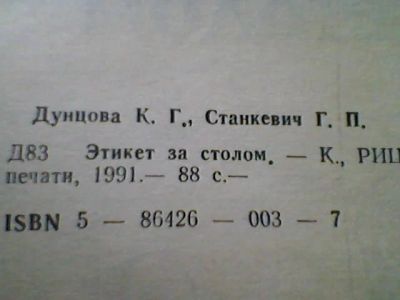 Дунцова К. Г., Станкевич Г. П.
Д83 Этикет за столом. — К., РИЦ
печати, 1991.— 88 с.—
ISBN 5 — 86426 — 003 — 7